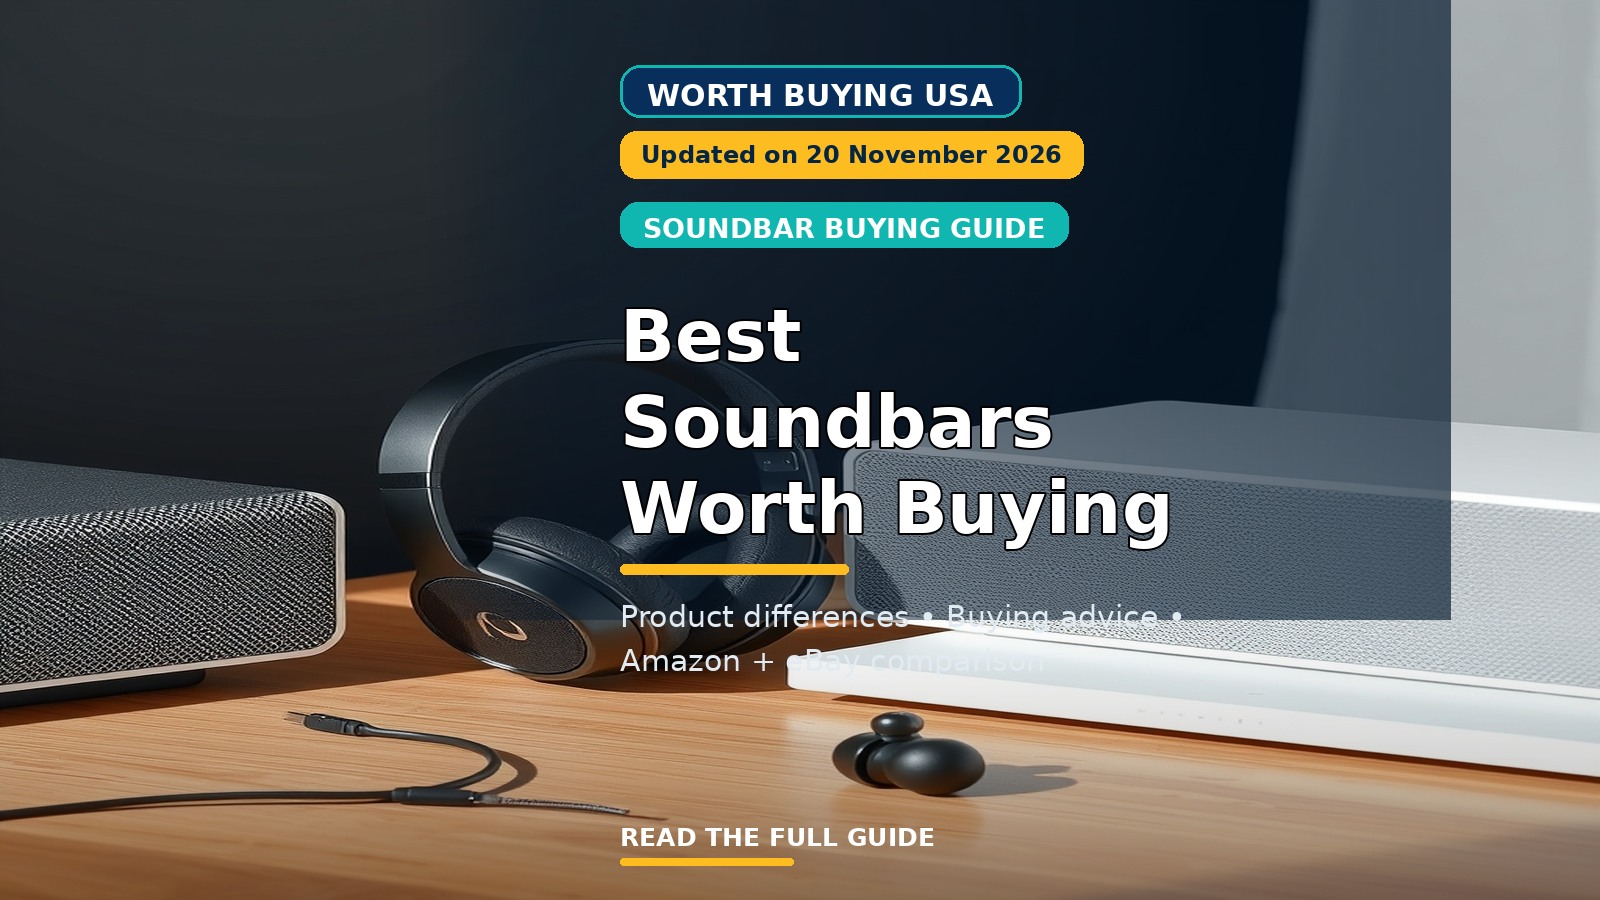 WORTH BUYING USA
Updated on 20 November 2026
SOUNDBAR BUYING GUIDE
Best
Soundbars
Worth Buying
Product differences • Buying advice •
Amazon + eBay comparison
READ THE FULL GUIDE